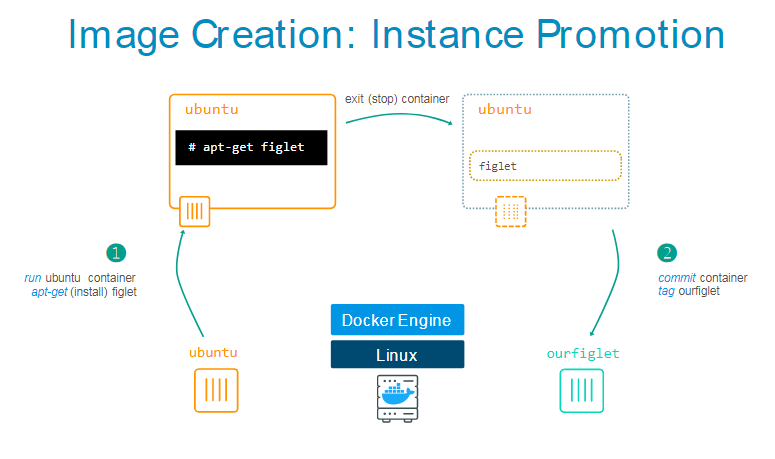 Image Creation: Instance Promotion
ubuntu
# apt-get figlet
exit (stop) container
ubuntu
figlet
1
run ubuntu container
apt-get (install) figlet
2
commit container
tag ourfiglet
ubuntu
Docker Engine
Linux
ourfiglet